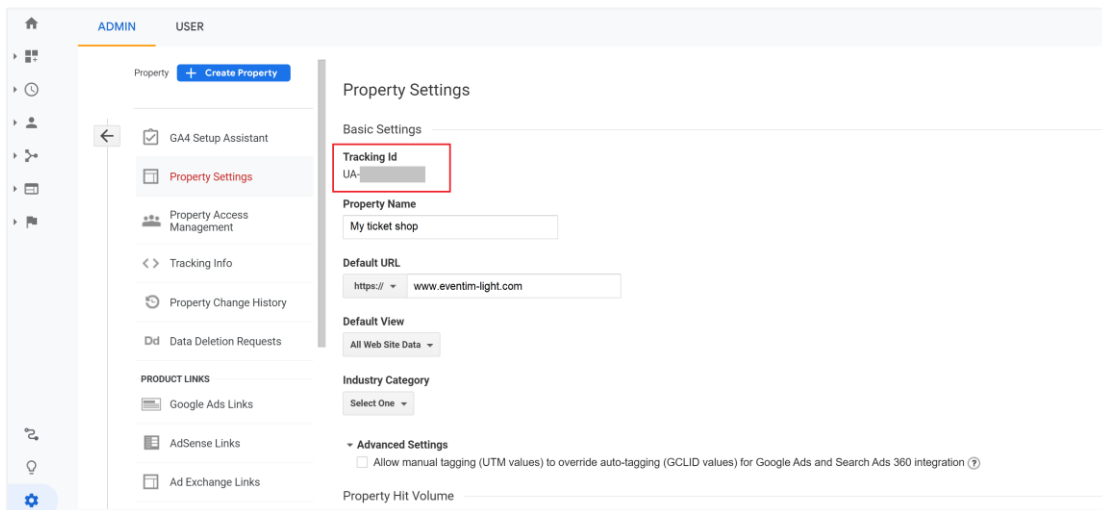 ADMIN
USER
Property
+ Create Property
GA4 Setup Assistant
Property Settings
Property Access
Management
Tracking Info
Property Change History
Dd Data Deletion Requests
PRODUCT LINKS
Google Ads Links
AdSense Links
Ad Exchange Links
Property Settings
Basic Settings
Tracking Id
UA-
Property Name
My ticket shop
Default URL
https:// www.eventim-light.com
Default View
All Web Site Data
Industry Category
Select One
Advanced Settings
Allow manual tagging (UTM values) to override auto-tagging (GCLID values) for Google Ads and Search Ads 360 integration ?
Property Hit Volume